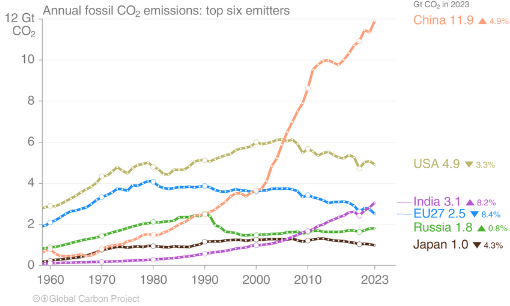 Annual fossil CO₂ emissions: top six emitters
Gt CO₂ in 2023
12 Gt
CO₂
10
8
6
4
2
0
China 11.9 ▲ 4.9%
USA 4.9 ▼ 3.3%
India 3.1 ▲ 8.2%
EU27 2.5 ▼ 8.4%
Russia 1.8 ▲ 0.8%
Japan 1.0 ▼ 4.3%
1960 1970 1980 1990 2000 2010 2023
Global Carbon Project